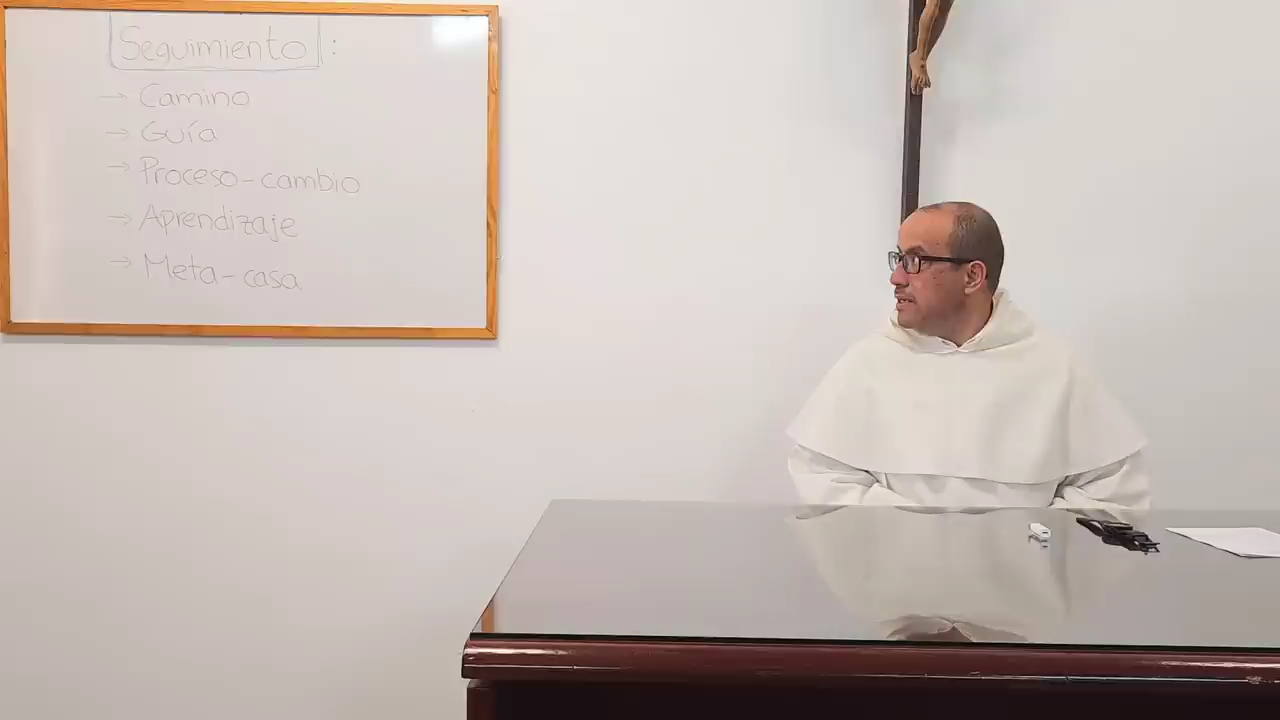 Seguimiento :
→ Camino
→ Guía
→ Proceso-cambio
→ Aprendizaje
→ Meta-casa